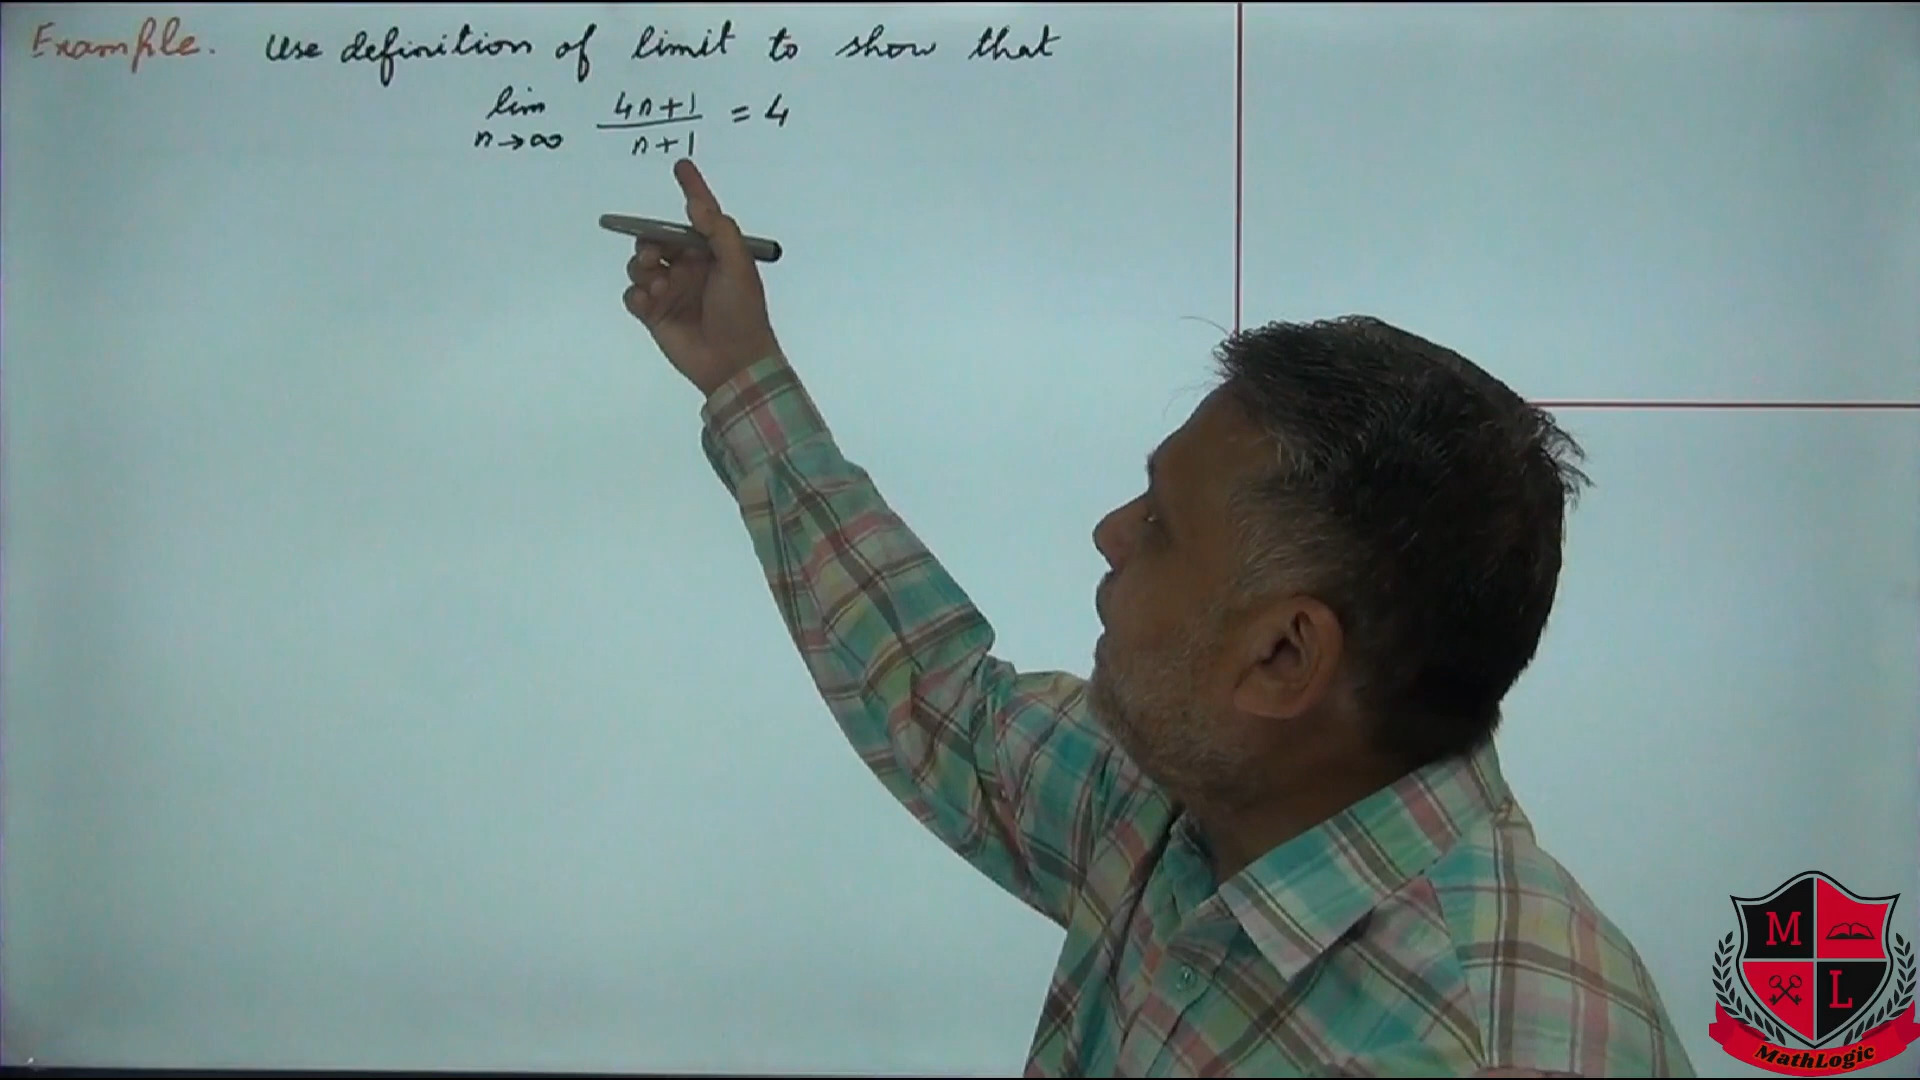 Example. Use definition of limit to show that
lim n→∞ 4n+1 / n+1 = 4
M
L
MathLogic